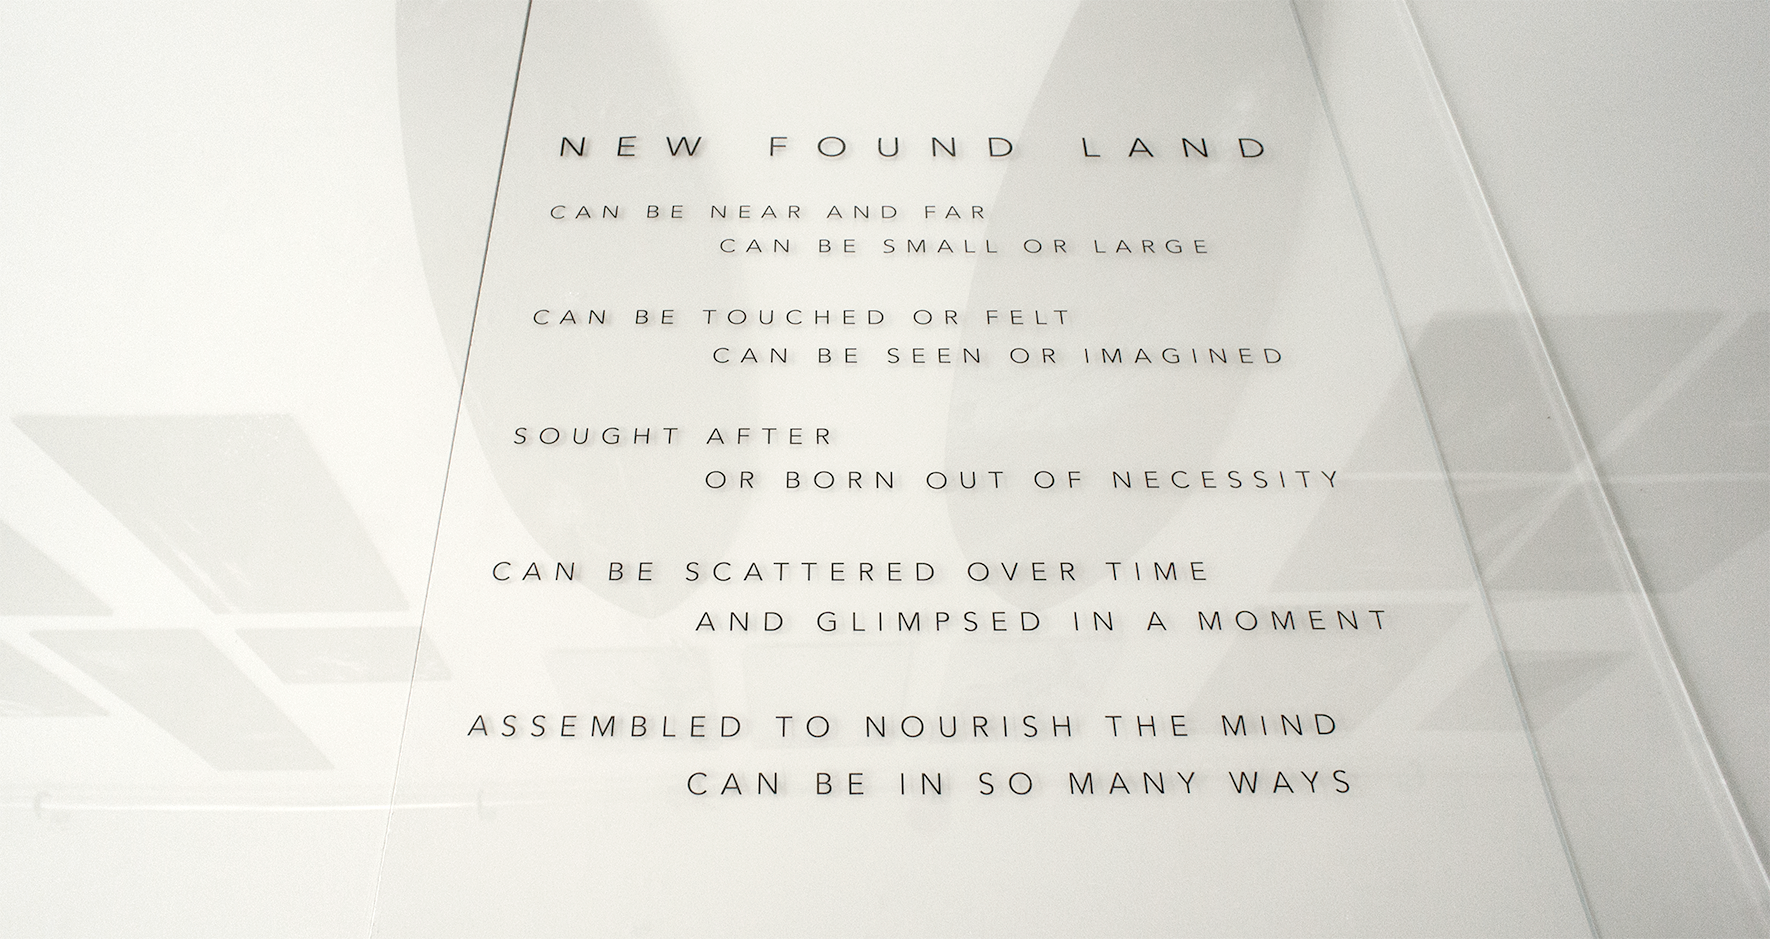 NEW FOUND LAND
CAN BE NEAR AND FAR
CAN BE SMALL OR LARGE
CAN BE TOUCHED OR FELT
CAN BE SEEN OR IMAGINED
SOUGHT AFTER
OR BORN OUT OF NECESSITY
CAN BE SCATTERED OVER TIME
AND GLIMPSED IN A MOMENT
ASSEMBLED TO NOURISH THE MIND
CAN BE IN SO MANY WAYS